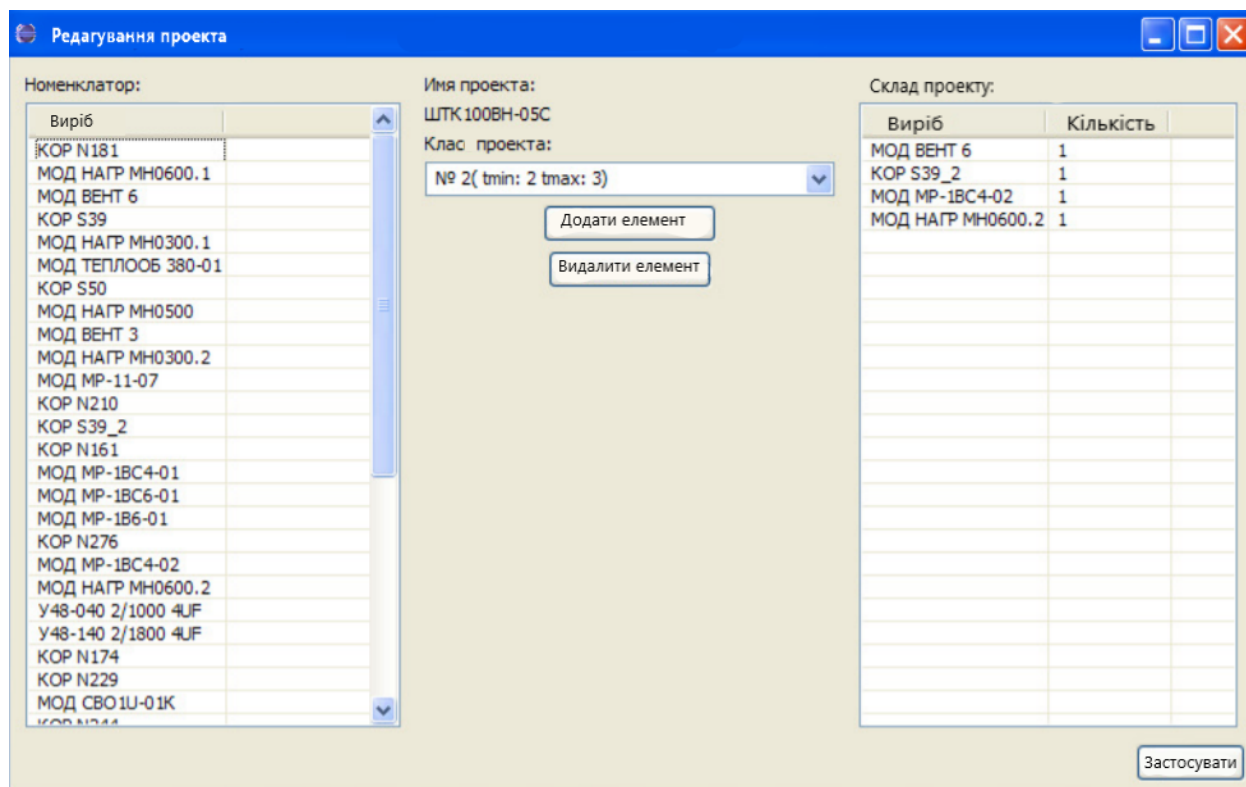 Редагування проекта
Номенклатор:
Виріб
КОР N181
МОД НАГР МН0600.1
МОД ВЕНТ 6
КОР S39
МОД НАГР МН0300.1
МОД ТЕПЛООБ 380-01
КОР S50
МОД НАГР МН0500
МОД ВЕНТ 3
МОД НАГР МН0300.2
МОД МР-11-07
КОР N210
КОР S39_2
КОР N161
МОД МР-1ВС4-01
МОД МР-1ВС6-01
МОД МР-1В6-01
КОР N276
МОД МР-1ВС4-02
МОД НАГР МН0600.2
У48-040 2/1000 4UF
У48-140 2/1800 4UF
КОР N174
КОР N229
МОД СВО1U-01К
Имя проекта:
ШТК100ВН-05С
Клас проекта:
№ 2( tmin: 2 tmax: 3)
Додати елемент
Видалити елемент
Склад проекту:
Виріб Кількість
МОД ВЕНТ 6 1
КОР S39_2 1
МОД МР-1ВС4-02 1
МОД НАГР МН0600.2 1
Застосувати